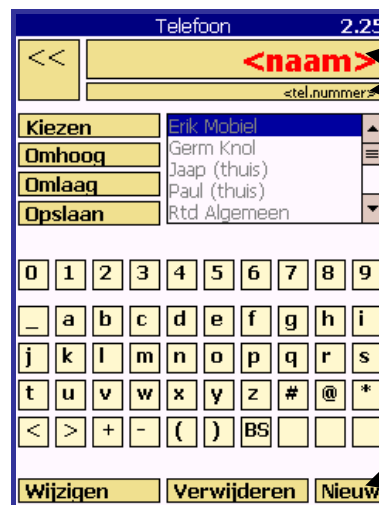 Telefoon 2.25
<< <naam>
<tel.nummer>
Kiezen
Omhoog
Omlaag
Opslaan
Erik Mobiel
Germ Knol
Jaap (thuis)
Paul (thuis)
Rtd Algemeen
0 1 2 3 4 5 6 7 8 9
_ a b c d e f g h i
j k l m n o p q r s
t u v w x y z # @ *
< > + - ( ) BS
Wijzigen Verwijderen Nieuw